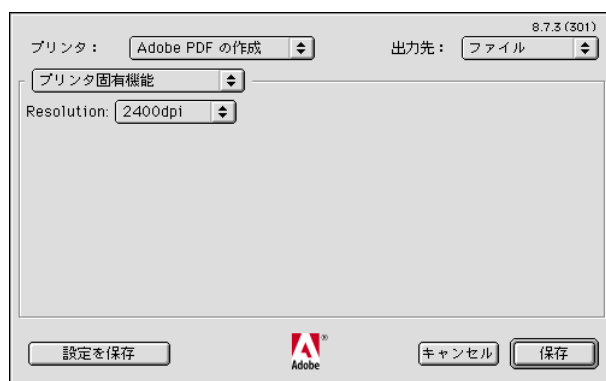 8.7.3 (301)
プリンタ： Adobe PDF の作成 出力先： ファイル
プリンタ固有機能
Resolution: 2400dpi
設定を保存 Adobe ® キャンセル 保存